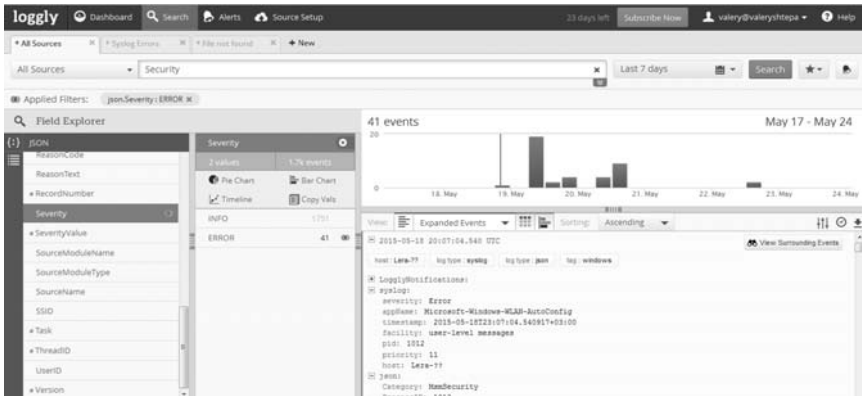 loggly Dashboard Search Alerts Source Setup 23 days left Subscribe Now valery@valeryshtepa Help
* All Sources * Syslog Errors * File not found + New
All Sources Security Last 7 days Search
Applied Filters: json.Severity: ERROR
Field Explorer
JSON
ReasonCode
ReasonText
RecordNumber
Severity
SeverityValue
SourceModuleName
SourceModuleType
SourceName
SSID
Task
ThreadID
UserID
Version
Severity
2 values 1.7k events
Pie Chart Bar Chart
Timeline Copy Vals
INFO 1751
ERROR 41
41 events May 17 - May 24
20
0
18. May 19. May 20. May 21. May 22. May 23. May 24. May
View: Expanded Events Sorting: Ascending
2015-05-18 20:07:04.540 UTC View Surrounding Events
host: Lera-?? log type: syslog log type: json tag: windows
LogglyNotifications:
syslog:
severity: Error
appName: Microsoft-Windows-WLAN-AutoConfig
timestamp: 2015-05-18T23:07:04.540917+03:00
facility: user-level messages
pid: 1012
priority: 11
host: Lera-??
json:
Category: MsmSecurity